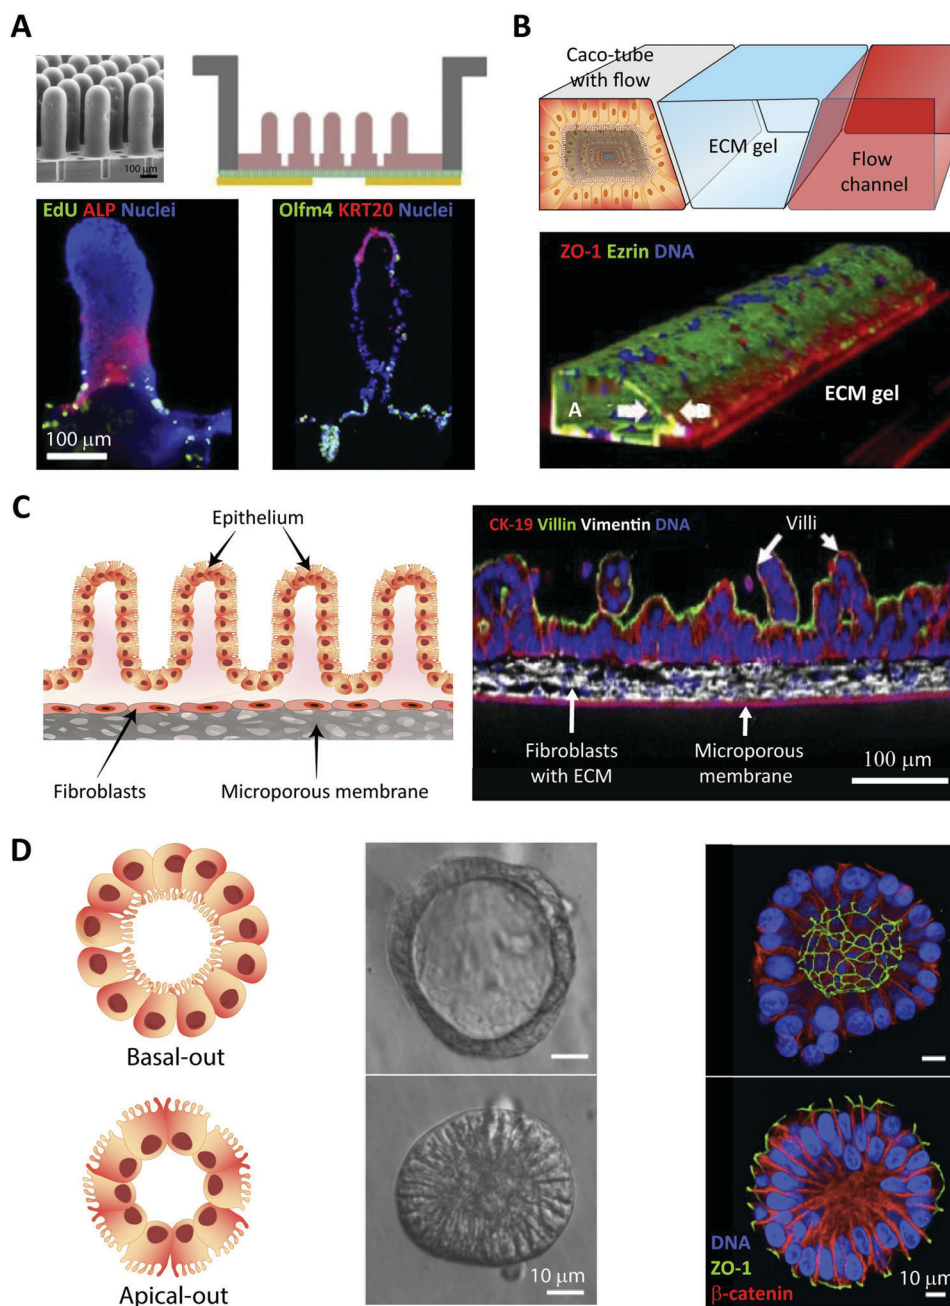 A
100 µm
EdU ALP Nuclei
100 µm
Olfm4 KRT20 Nuclei
B
Caco-tube
with flow
ECM gel
Flow
channel
ZO-1 Ezrin DNA
A
B
ECM gel
C
Epithelium
Fibroblasts
Microporous membrane
CK-19 Villin Vimentin DNA
Villi
Fibroblasts
with ECM
Microporous
membrane
100 µm
D
Basal-out
Apical-out
10 µm
DNA
ZO-1
β-catenin
10 µm